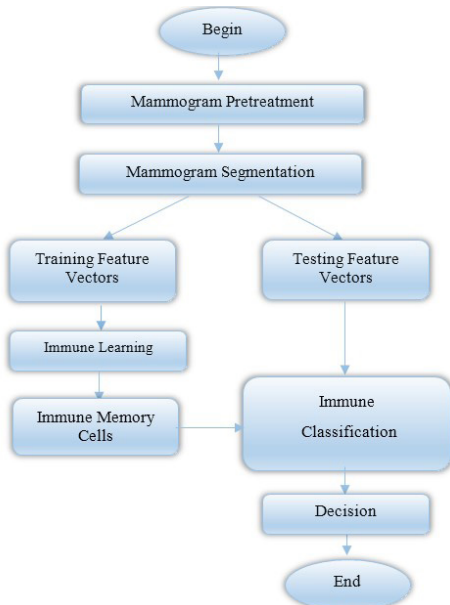 Begin
Mammogram Pretreatment
Mammogram Segmentation
Training Feature
Vectors
Testing Feature
Vectors
Immune Learning
Immune Memory
Cells
Immune
Classification
Decision
End